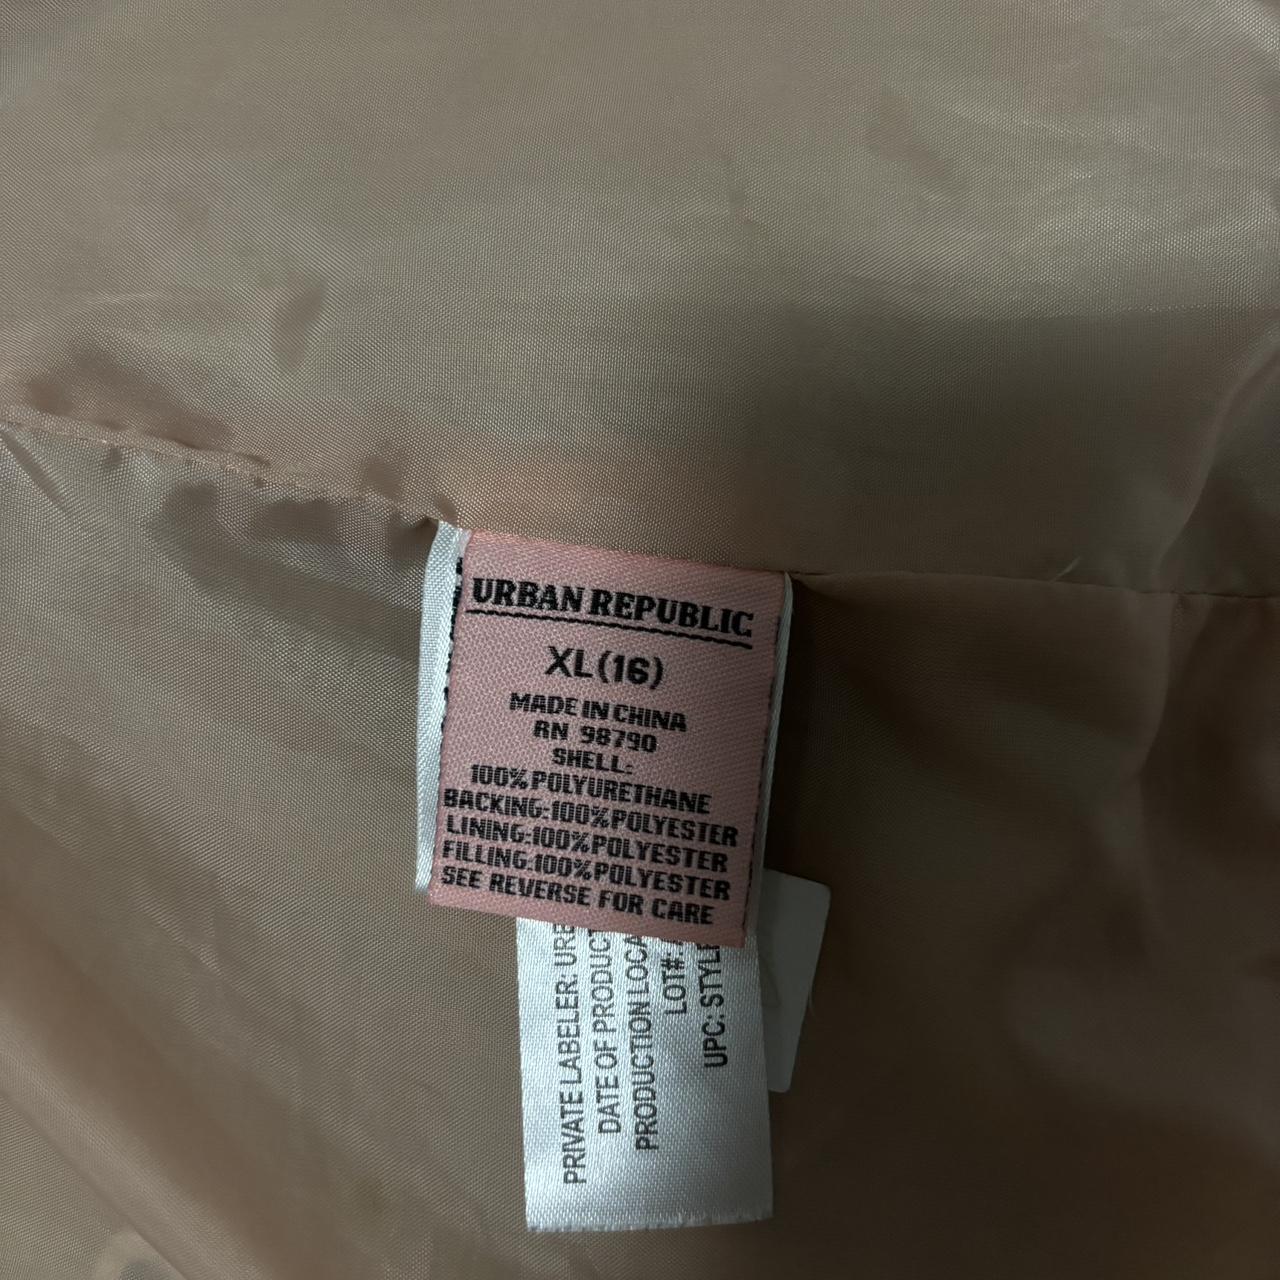 URBAN REPUBLIC
XL(16)
MADE IN CHINA
RN 98790
SHELL:
100%POLYURETHANE
BACKING:100%POLYESTER
LINING:100%POLYESTER
FILLING:100%POLYESTER
SEE REVERSE FOR CARE
PRIVATE LABELER:
DATE OF
PRODUCTION
LOT#:
UPC: